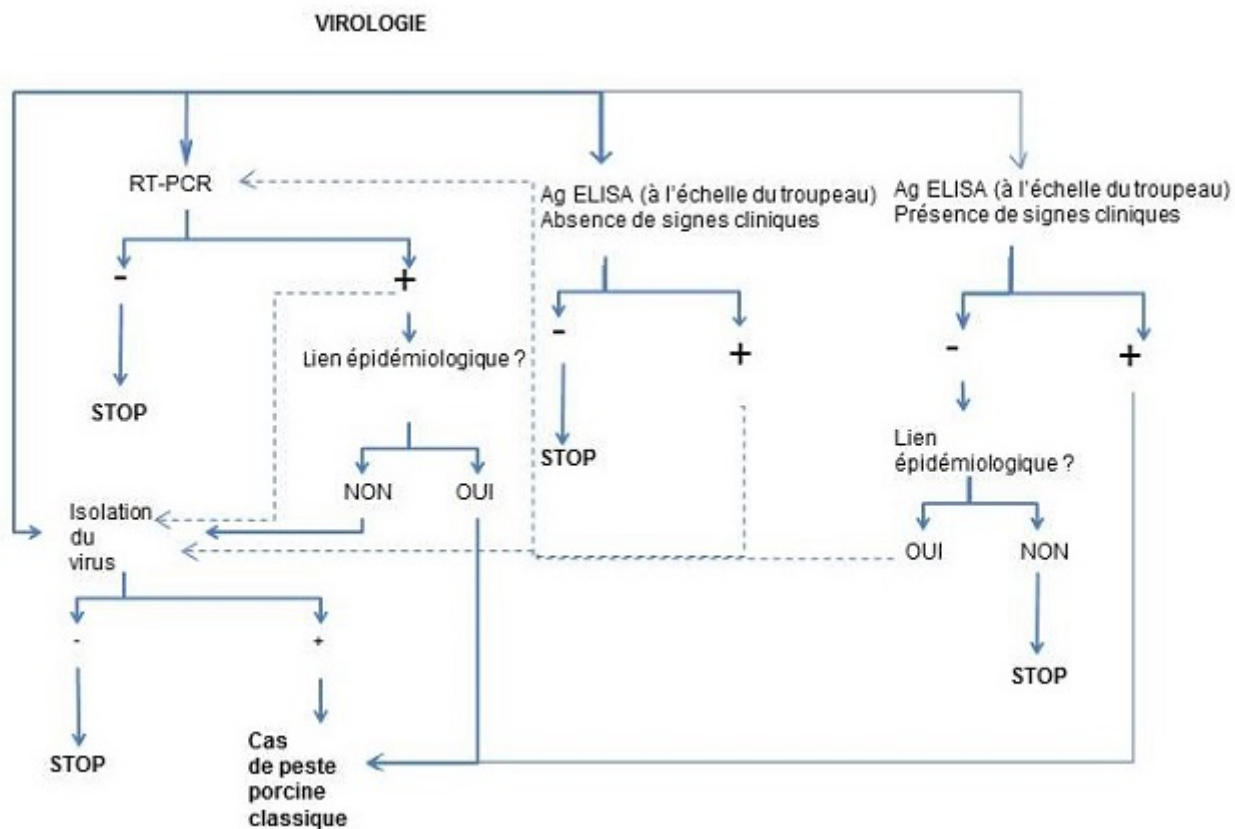 VIROLOGIE
RT-PCR
Ag ELISA (à l'échelle du troupeau)
Absence de signes cliniques
Ag ELISA (à l'échelle du troupeau)
Présence de signes cliniques
-
+
-
+
-
+
Lien épidémiologique ?
STOP
STOP
Lien
épidémiologique ?
NON
OUI
Isolation
du
virus
OUI
NON
-
+
STOP
STOP
Cas
de peste
porcine
classique